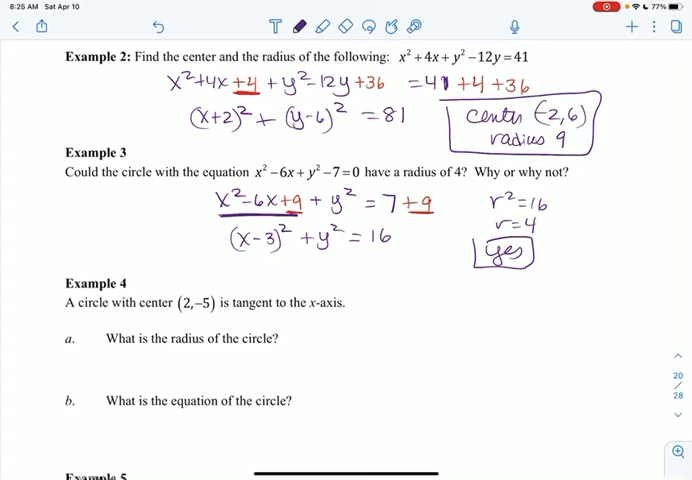 8:25 AM Sat Apr 10
77%
Example 2: Find the center and the radius of the following: x² + 4x + y² − 12y = 41
x² + 4x + 4 + y² − 12y + 36 = 41 + 4 + 36
(x+2)² + (y−6)² = 81
center (−2, 6)
radius 9
Example 3
Could the circle with the equation x² − 6x + y² − 7 = 0 have a radius of 4? Why or why not?
x² − 6x + 9 + y² = 7 + 9
(x−3)² + y² = 16
r² = 16
r = 4
yes
Example 4
A circle with center (2, −5) is tangent to the x-axis.
a. What is the radius of the circle?
b. What is the equation of the circle?
20
/
28
Example 5